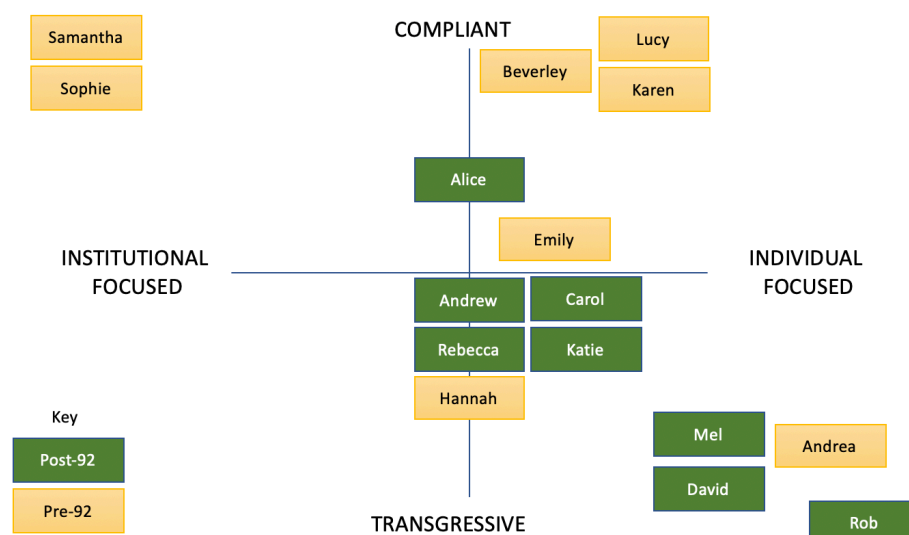 Samantha
COMPLIANT
Lucy
Beverley
Sophie
Karen
Alice
Emily
INSTITUTIONAL
FOCUSED
INDIVIDUAL
FOCUSED
Andrew
Carol
Rebecca
Katie
Hannah
Key
Mel
Andrea
Post-92
David
Pre-92
TRANSGRESSIVE
Rob